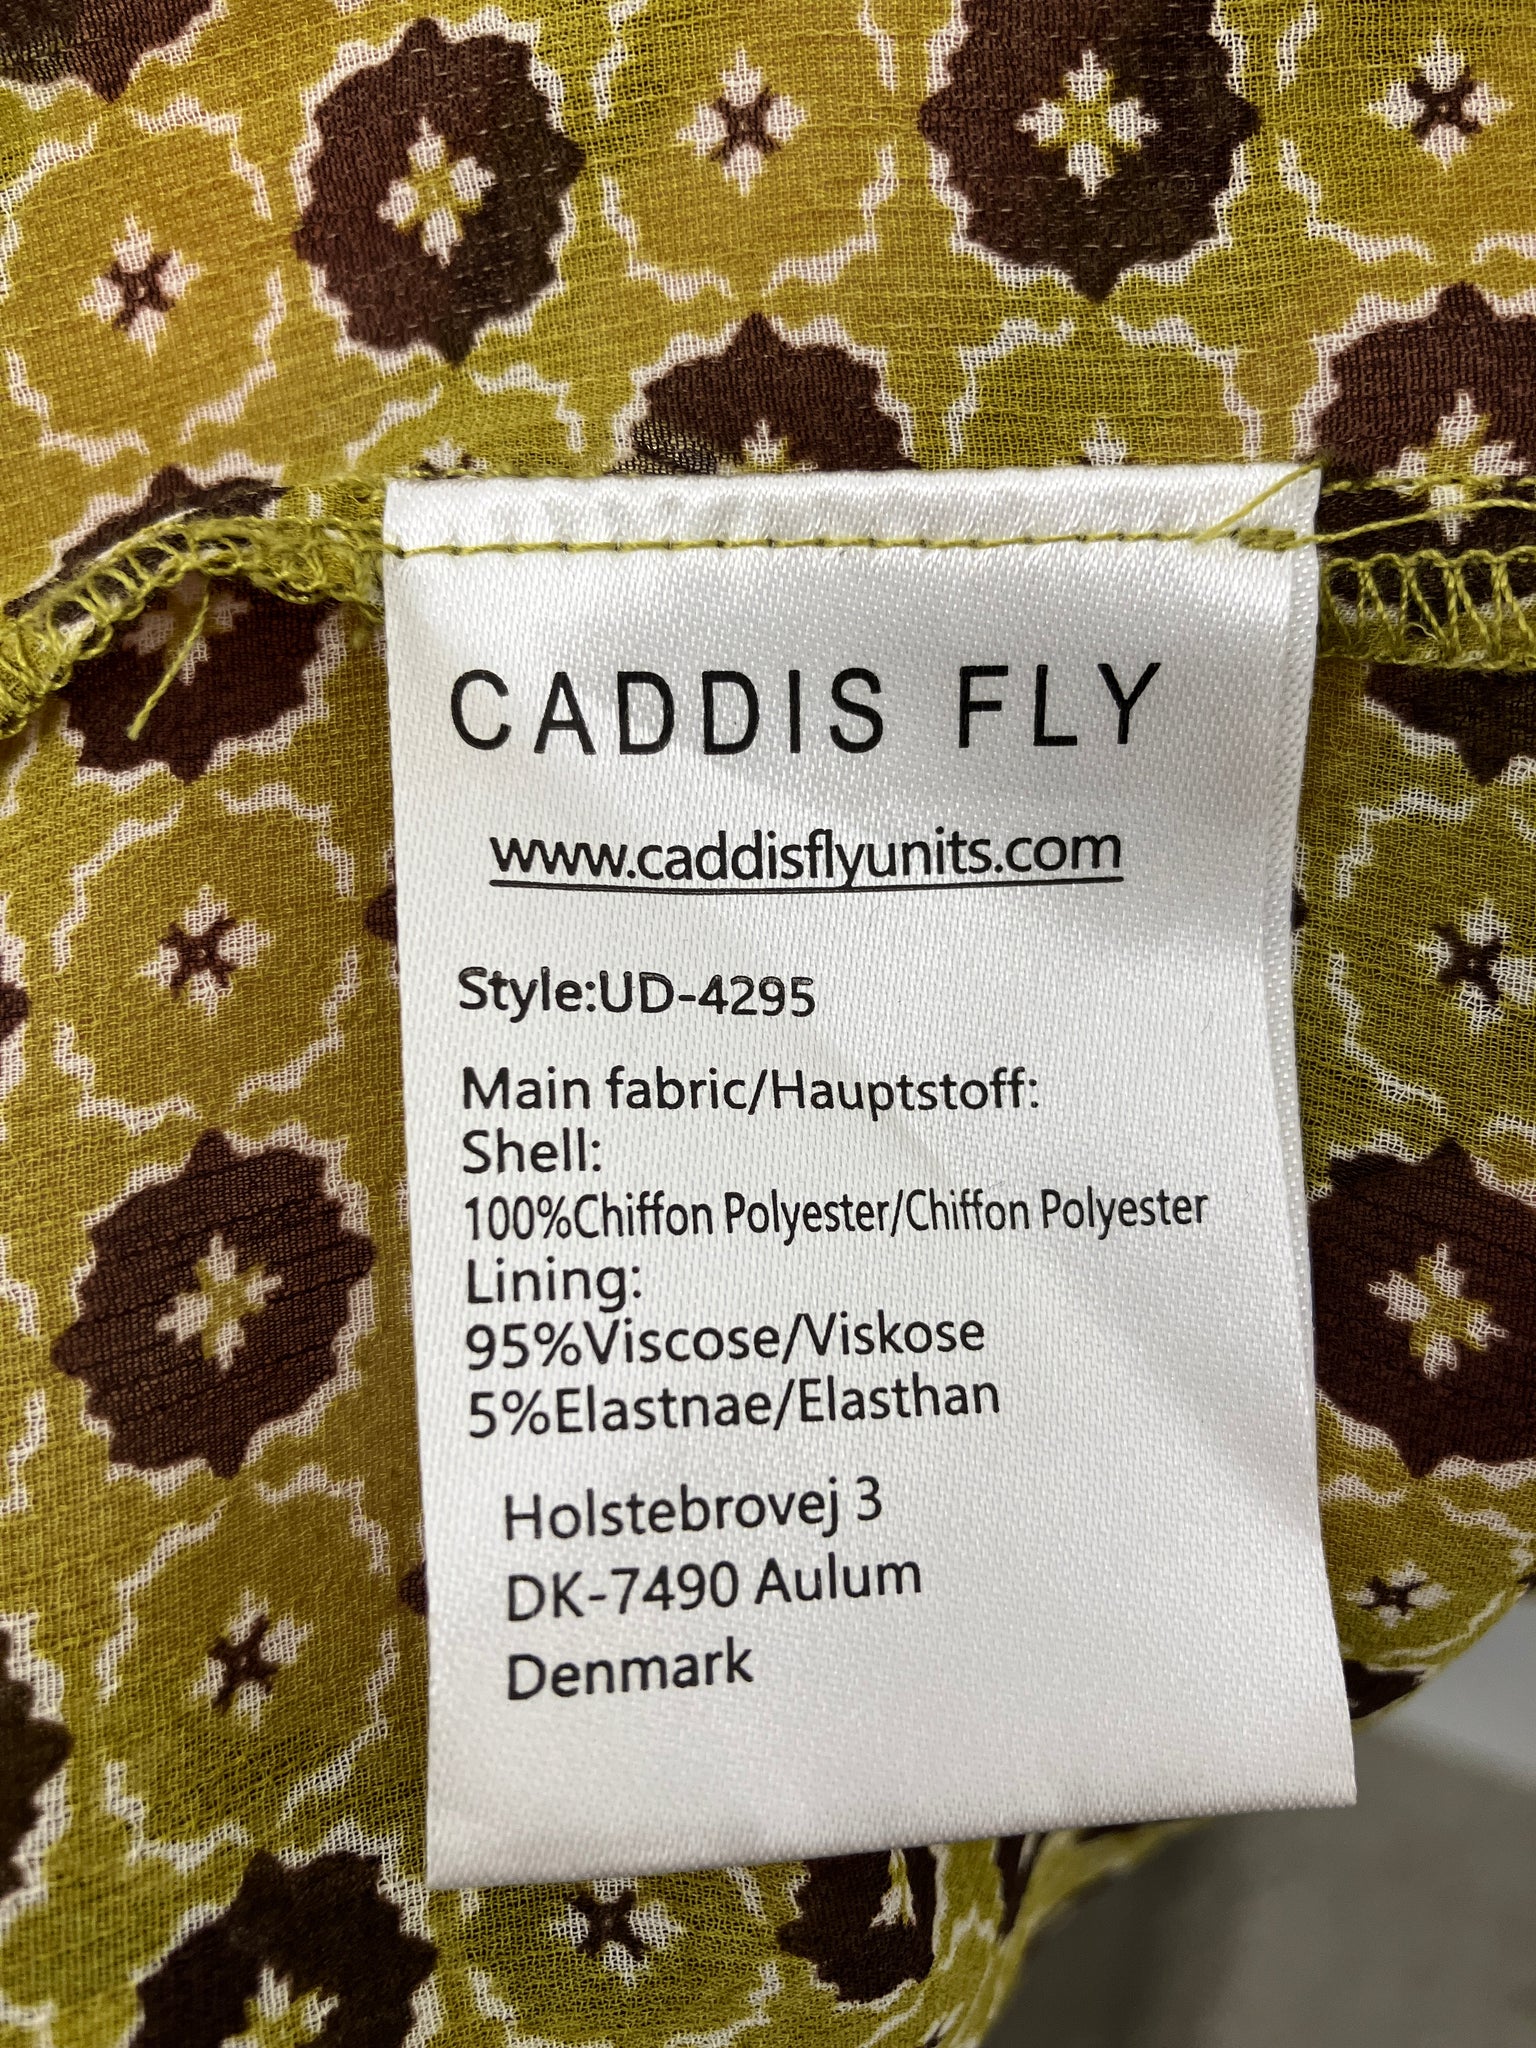 CADDIS FLY
www.caddisflyunits.com
Style:UD-4295
Main fabric/Hauptstoff:
Shell:
100%Chiffon Polyester/Chiffon Polyester
Lining:
95%Viscose/Viskose
5%Elastnae/Elasthan
Holstebrovej 3
DK-7490 Aulum
Denmark